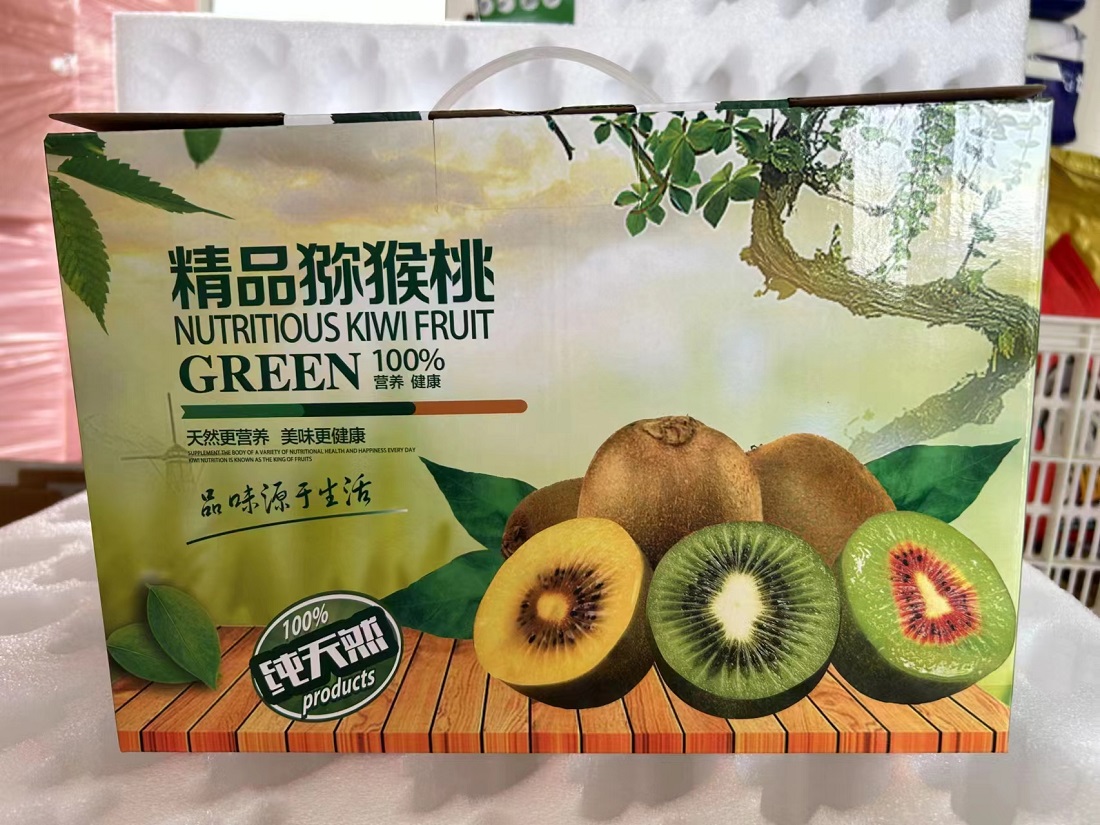 精品猕猴桃
NUTRITIOUS KIWI FRUIT
GREEN 100%
营养 健康
天然更营养 美味更健康
SUPPLEMENT THE BODY OF A VARIETY OF NUTRITIONAL HEALTH AND HAPPINESS EVERY DAY
KIWI NUTRITION IS KNOWN AS THE KING OF FRUITS
品味源于生活
100%
纯天然
products